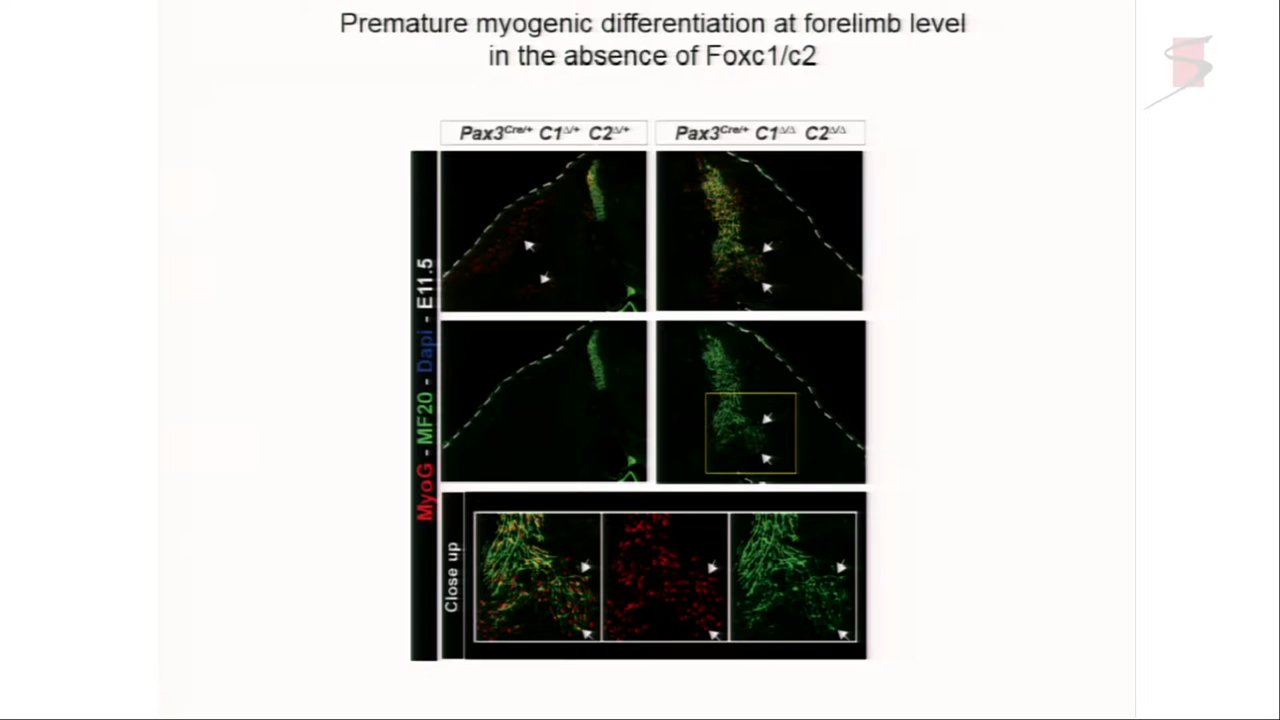 Premature myogenic differentiation at forelimb level
in the absence of Foxc1/c2
Pax3Cre/+ C1Δ/+ C2Δ/+
Pax3Cre/+ C1Δ/Δ C2Δ/Δ
MyoG - MF20 - Dapi - E11.5
Close up